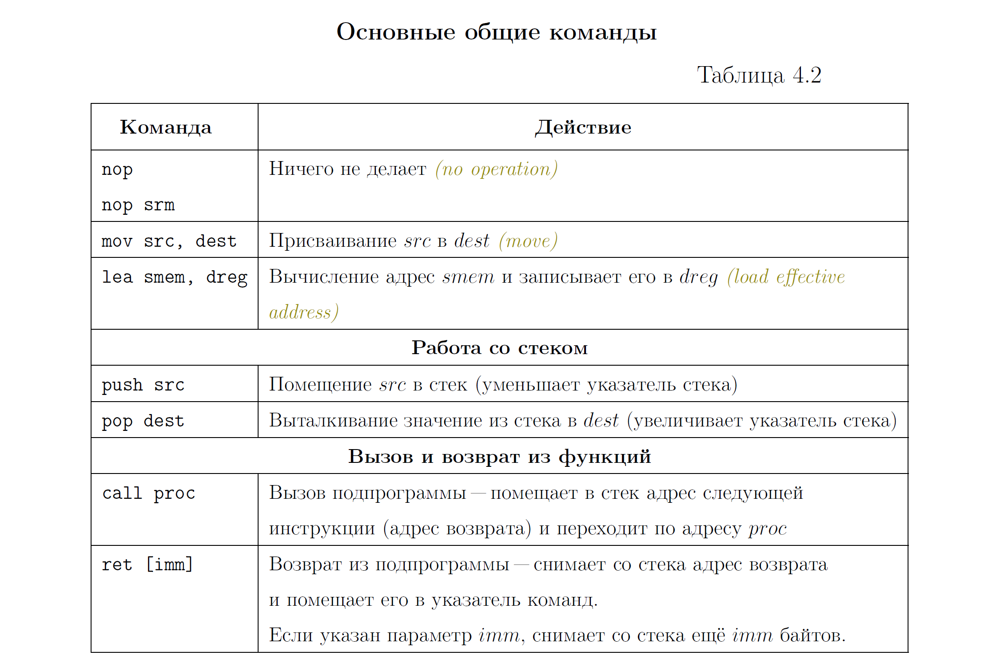 Основные общие команды
Таблица 4.2
Команда Действие
nop Ничего не делает (no operation)
nop srm
mov src, dest Присваивание src в dest (move)
lea smem, dreg Вычисление адрес smem и записывает его в dreg (load effective
address)
Работа со стеком
push src Помещение src в стек (уменьшает указатель стека)
pop dest Выталкивание значение из стека в dest (увеличивает указатель стека)
Вызов и возврат из функций
call proc Вызов подпрограммы — помещает в стек адрес следующей
инструкции (адрес возврата) и переходит по адресу proc
ret [imm] Возврат из подпрограммы — снимает со стека адрес возврата
и помещает его в указатель команд.
Если указан параметр imm, снимает со стека ещё imm байтов.